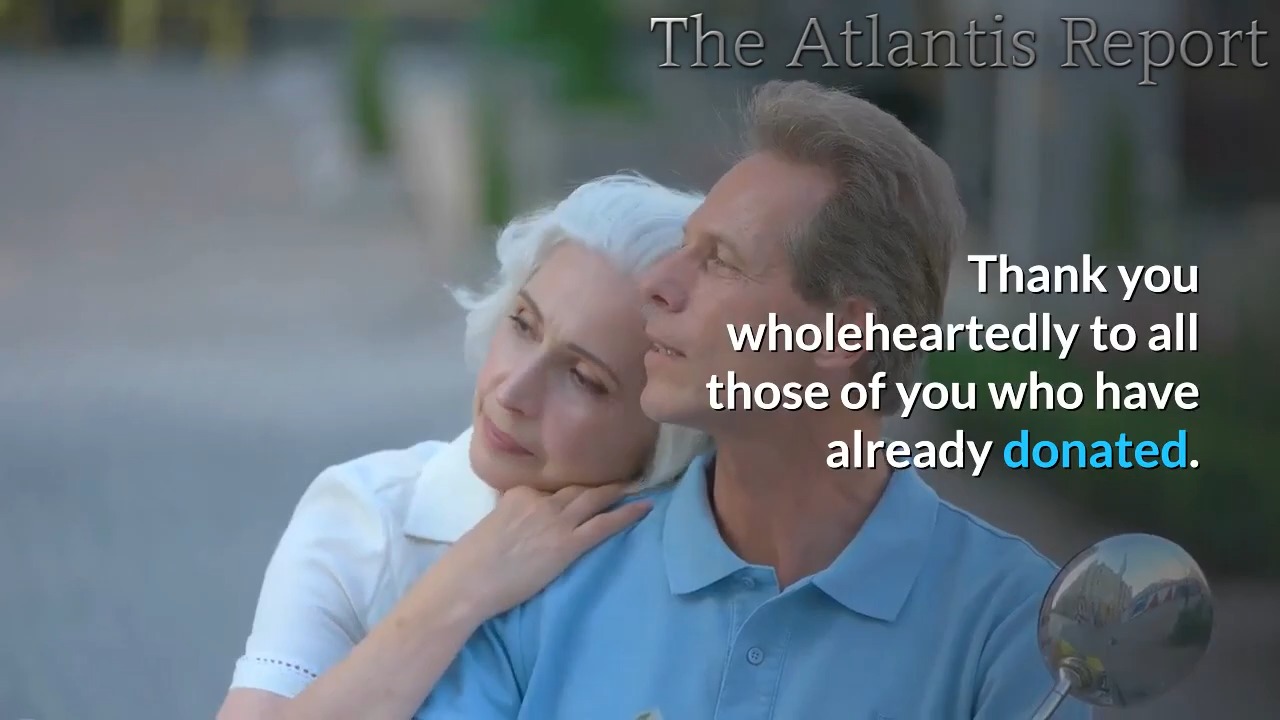 The Atlantis Report
Thank you
wholeheartedly to all
those of you who have
already donated.